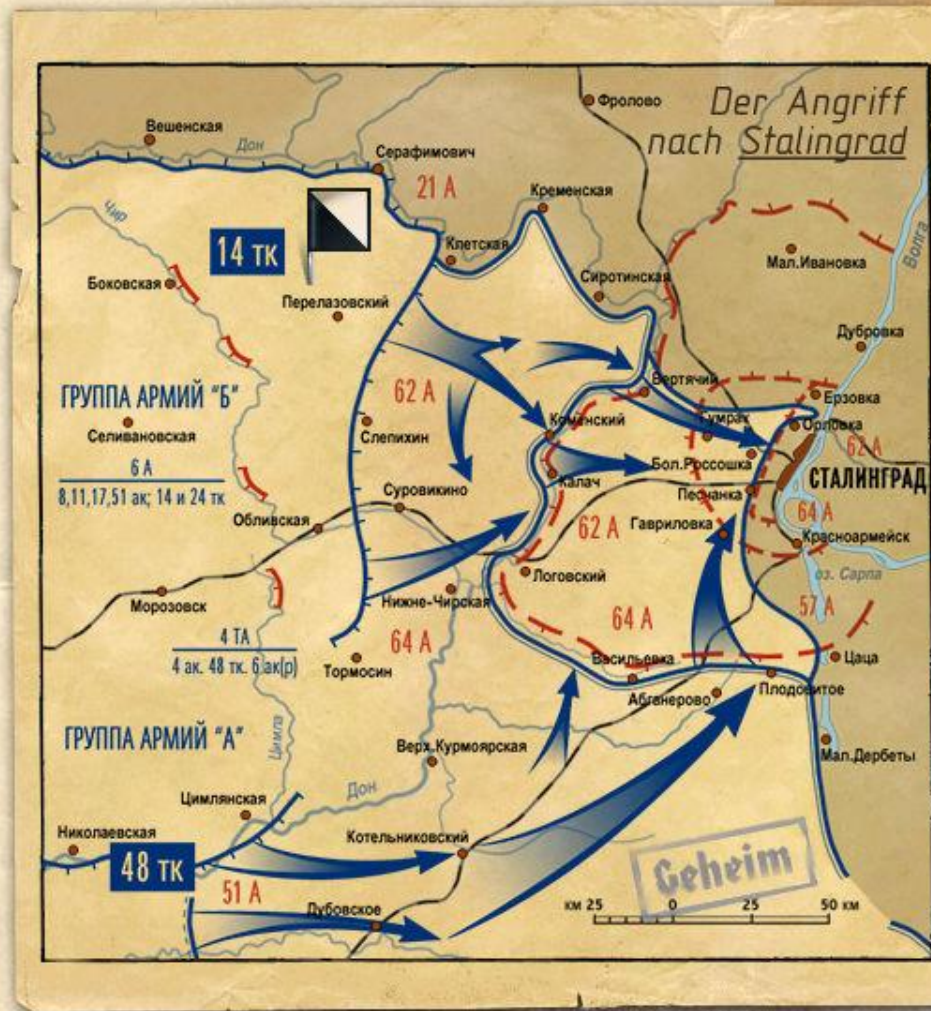 Der Angriff
nach Stalingrad
Фролово
Вешенская
Дон
Серафимович
21 А
Кременская
Чир
14 тк
Клетская
Мал.Ивановка
Волга
Боковская
Сиротинская
Перелазовский
Дубровка
ГРУППА АРМИЙ "Б"
62 А
Вертячий
Ерзовка
Селивановская
Слепихин
Коменский
Гумрак
Орловка
62 А
6 А
8,11,17,51 ак; 14 и 24 тк
Суровикино
Калач
Бол.Россошка
СТАЛИНГРАД
Песчанка
64 А
Обливская
62 А
Гавриловка
Красноармейск
Логовский
оз. Сарпа
Морозовск
Нижне-Чирская
57 А
4 ТА
4 ак. 48 тк. 6 ак(р)
64 А
64 А
Тормосин
Васильевка
Цаца
Абганерово
Плодовитое
ГРУППА АРМИЙ "А"
Цимла
Верх.Курмоярская
Мал.Дербеты
Цимлянская
Дон
Николаевская
Котельниковский
48 тк
Geheim
51 А
Дубовское
км 25 0 25 50 км